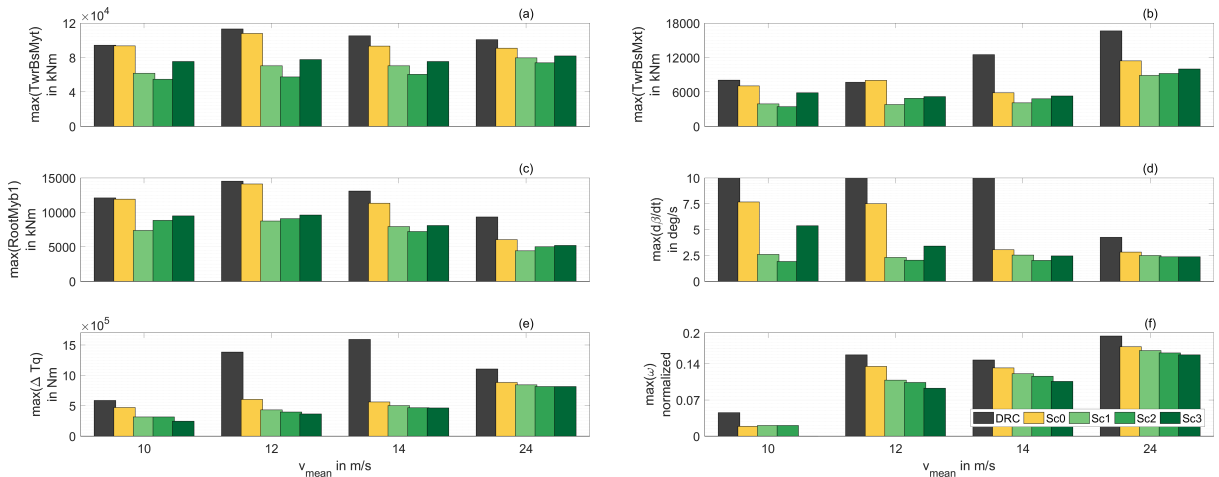 (a)
×10⁴
12
8
4
0
max(TwrBsMyt)
in kNm
(b)
18000
12000
6000
0
max(TwrBsMxt)
in kNm
(c)
15000
10000
5000
0
max(RootMyb1)
in kNm
(d)
10
7.5
5
2.5
0
max(dβ/dt)
in deg/s
(e)
×10⁵
15
10
5
0
max(Δ Tq)
in Nm
10 12 14 24
v_mean in m/s
(f)
0.2
0.14
0.07
0
max(ω)
normalized
DRC Sc0 Sc1 Sc2 Sc3
10 12 14 24
v_mean in m/s